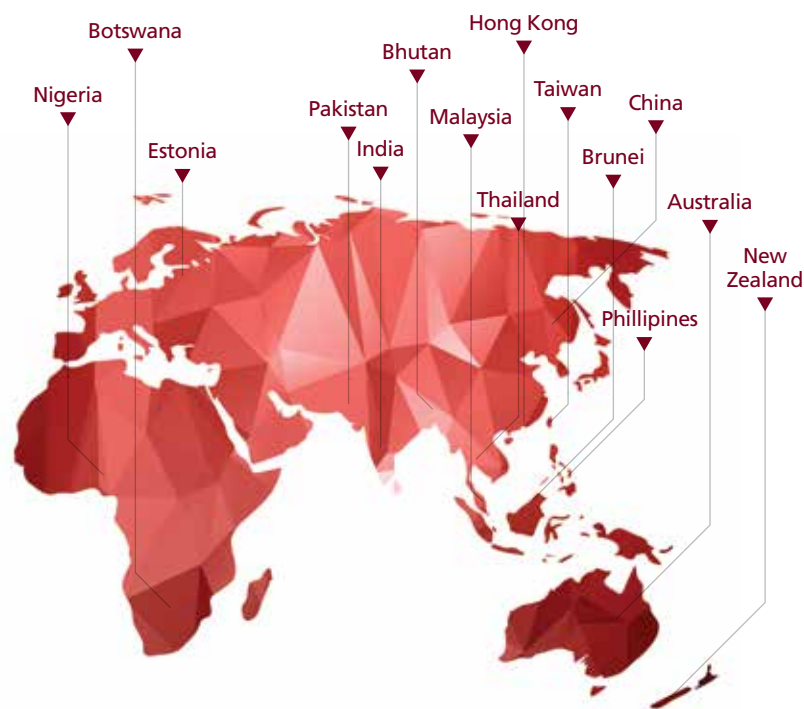 Botswana
Hong Kong
Bhutan
Nigeria
Taiwan
Pakistan
Malaysia
China
Estonia
India
Brunei
Thailand
Australia
New
Zealand
Phillipines